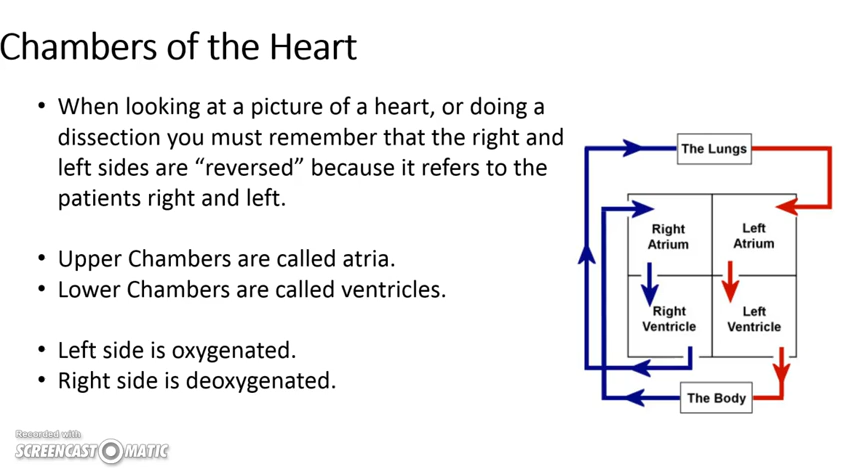 Chambers of the Heart
• When looking at a picture of a heart, or doing a
dissection you must remember that the right and
left sides are “reversed” because it refers to the
patients right and left.
• Upper Chambers are called atria.
• Lower Chambers are called ventricles.
• Left side is oxygenated.
• Right side is deoxygenated.
The Lungs
Right
Atrium
Left
Atrium
Right
Ventricle
Left
Ventricle
The Body
Recorded with
SCREENCAST-O-MATIC